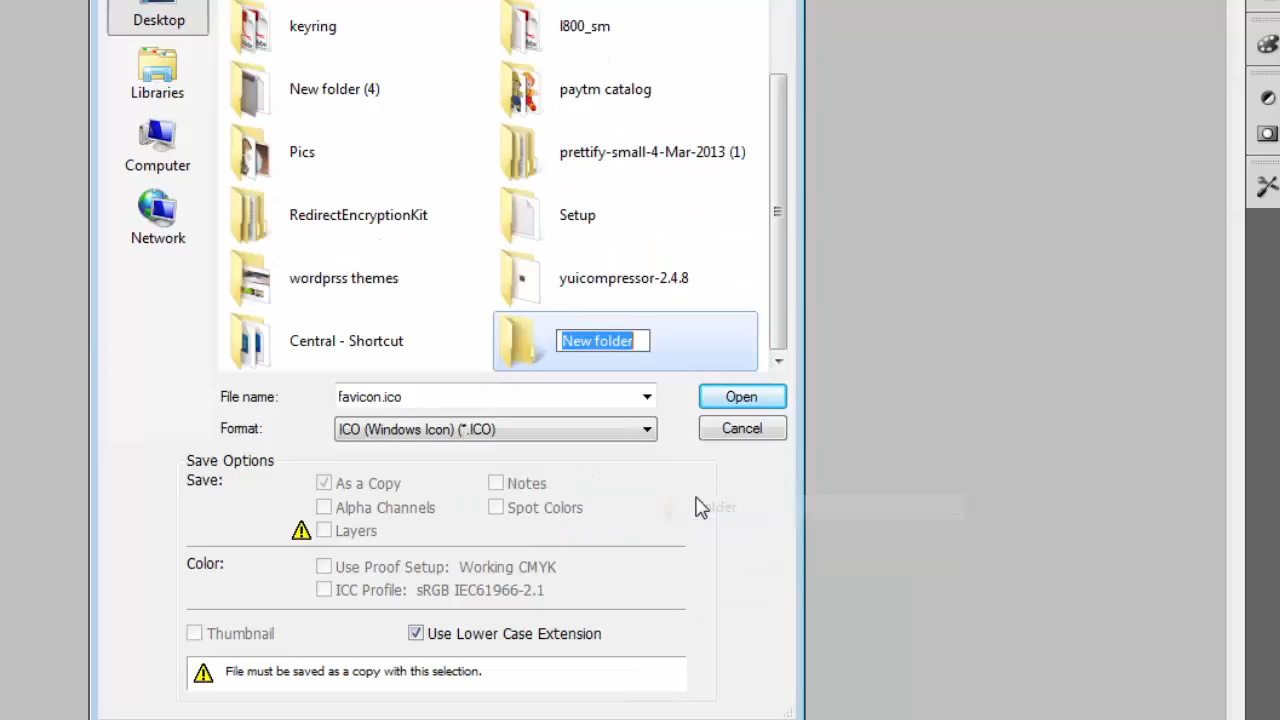 Desktop
Libraries
Computer
Network
keyring
l800_sm
New folder (4)
paytm catalog
Pics
prettify-small-4-Mar-2013 (1)
RedirectEncryptionKit
Setup
wordprss themes
yuicompressor-2.4.8
Central - Shortcut
New folder
File name: favicon.ico Open
Format: ICO (Windows Icon) (*.ICO) Cancel
Save Options
Save: As a Copy Notes
Alpha Channels Spot Colors
Layers
Color: Use Proof Setup: Working CMYK
ICC Profile: sRGB IEC61966-2.1
Thumbnail Use Lower Case Extension
File must be saved as a copy with this selection.